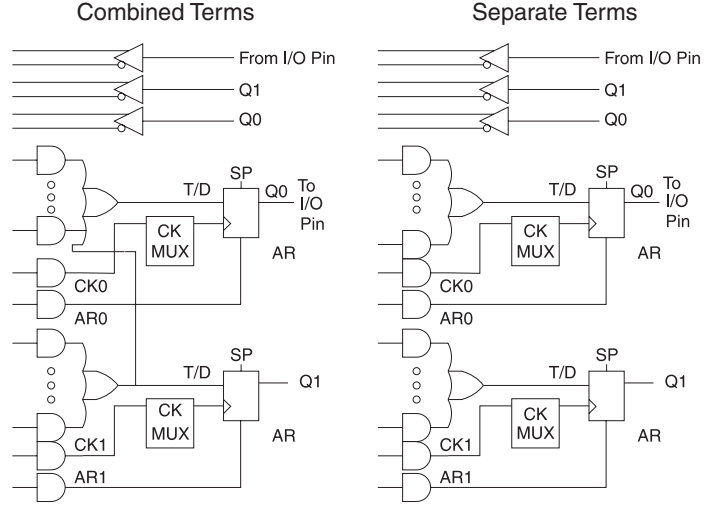 Combined Terms
From I/O Pin
Q1
Q0
SP
T/D
Q0
To
I/O
Pin
CK
MUX
AR
CK0
AR0
SP
T/D
Q1
CK
MUX
AR
CK1
AR1
Separate Terms
From I/O Pin
Q1
Q0
SP
T/D
Q0
To
I/O
Pin
CK
MUX
AR
CK0
AR0
SP
T/D
Q1
CK
MUX
AR
CK1
AR1